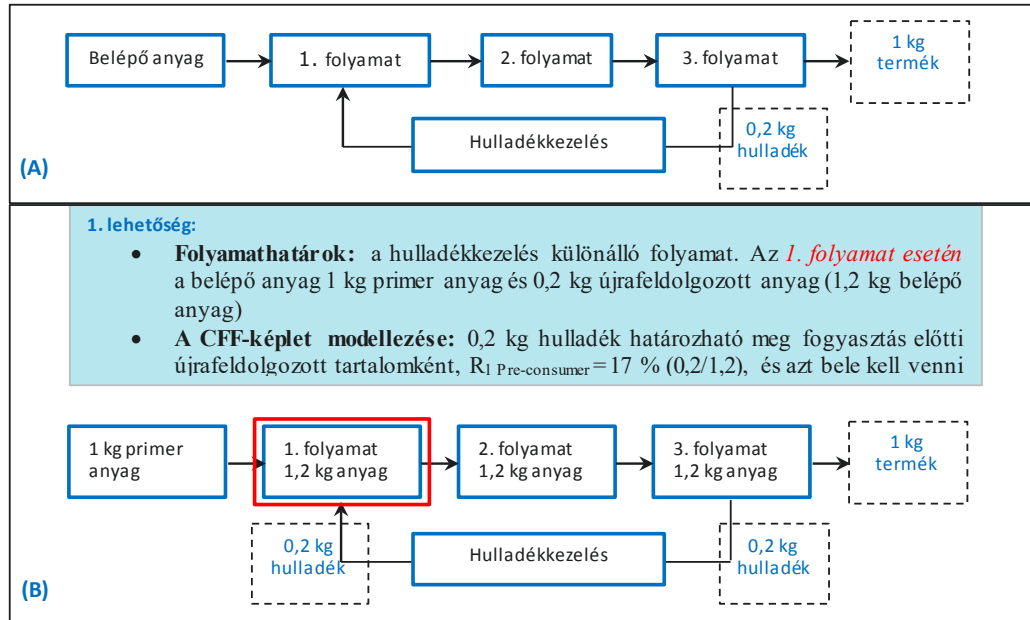 Belépő anyag
1. folyamat
2. folyamat
3. folyamat
1 kg
termék
Hulladékkezelés
0,2 kg
hulladék
(A)
1. lehetőség:
• Folyamathatárok: a hulladékkezelés különálló folyamat. Az 1. folyamat esetén
a belépő anyag 1 kg primer anyag és 0,2 kg újrafeldolgozott anyag (1,2 kg belépő
anyag)
• A CFF-képlet modellezése: 0,2 kg hulladék határozható meg fogyasztás előtti
újrafeldolgozott tartalomként, R1 Pre-consumer = 17 % (0,2/1,2), és azt bele kell venni
1 kg primer
anyag
1. folyamat
1,2 kg anyag
2. folyamat
1,2 kg anyag
3. folyamat
1,2 kg anyag
1 kg
termék
0,2 kg
hulladék
Hulladékkezelés
0,2 kg
hulladék
(B)